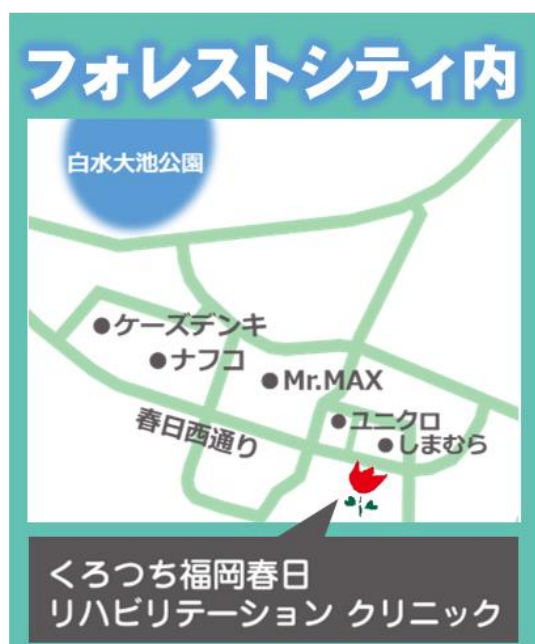 フォレストシティ内
白水大池公園
●ケーズデンキ
●ナフコ
●Mr.MAX
●ユニクロ
●しまむら
春日西通り
くろつち福岡春日
リハビリテーション クリニック